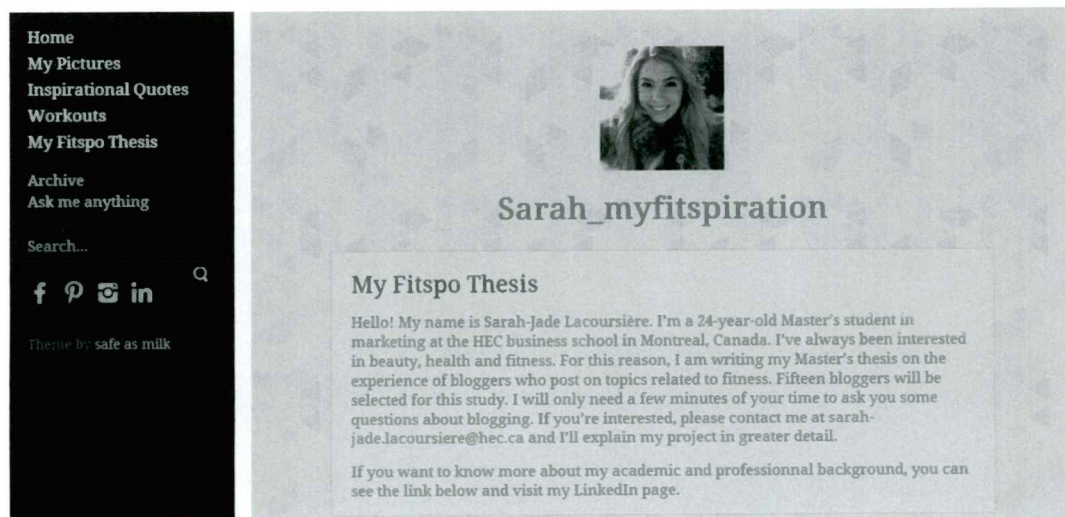 Home
My Pictures
Inspirational Quotes
Workouts
My Fitspo Thesis
Archive
Ask me anything
Search...
Theme by safe as milk
Sarah_myfitspiration
My Fitspo Thesis
Hello! My name is Sarah-Jade Lacoursière. I'm a 24-year-old Master's student in
marketing at the HEC business school in Montreal, Canada. I've always been interested
in beauty, health and fitness. For this reason, I am writing my Master's thesis on the
experience of bloggers who post on topics related to fitness. Fifteen bloggers will be
selected for this study. I will only need a few minutes of your time to ask you some
questions about blogging. If you're interested, please contact me at sarah-
jade.lacoursiere@hec.ca and I'll explain my project in greater detail.
If you want to know more about my academic and professionnal background, you can
see the link below and visit my LinkedIn page.